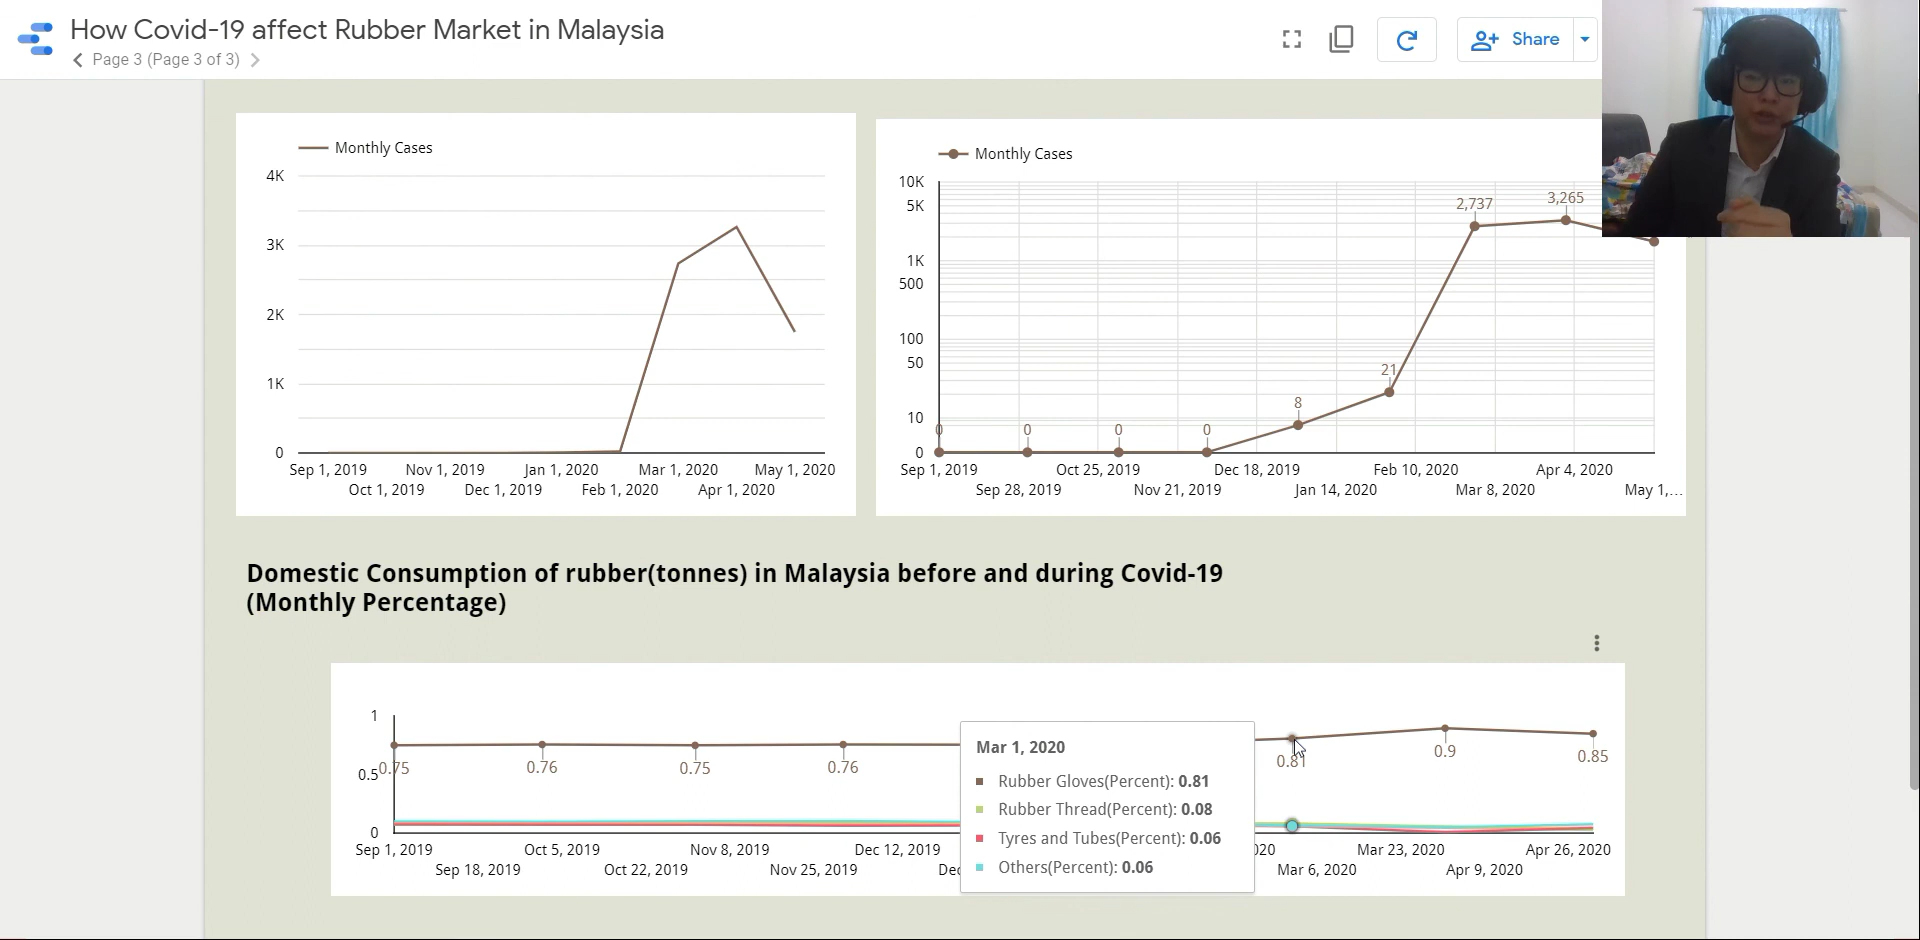 How Covid-19 affect Rubber Market in Malaysia
Page 3 (Page 3 of 3)
Share
Monthly Cases
4K
3K
2K
1K
0
Sep 1, 2019 Nov 1, 2019 Jan 1, 2020 Mar 1, 2020 May 1, 2020
Oct 1, 2019 Dec 1, 2019 Feb 1, 2020 Apr 1, 2020
Monthly Cases
10K
5K
1K
500
100
50
10
0
0 0 0 0 8 21 2,737 3,265
Sep 1, 2019 Oct 25, 2019 Dec 18, 2019 Feb 10, 2020 Apr 4, 2020
Sep 28, 2019 Nov 21, 2019 Jan 14, 2020 Mar 8, 2020 May 1,...
Domestic Consumption of rubber(tonnes) in Malaysia before and during Covid-19
(Monthly Percentage)
1
0.5
0
0.75 0.76 0.75 0.76 0.81 0.9 0.85
Mar 1, 2020
Rubber Gloves(Percent): 0.81
Rubber Thread(Percent): 0.08
Tyres and Tubes(Percent): 0.06
Others(Percent): 0.06
Sep 1, 2019 Oct 5, 2019 Nov 8, 2019 Dec 12, 2019 020 Mar 23, 2020 Apr 26, 2020
Sep 18, 2019 Oct 22, 2019 Nov 25, 2019 Dec Mar 6, 2020 Apr 9, 2020